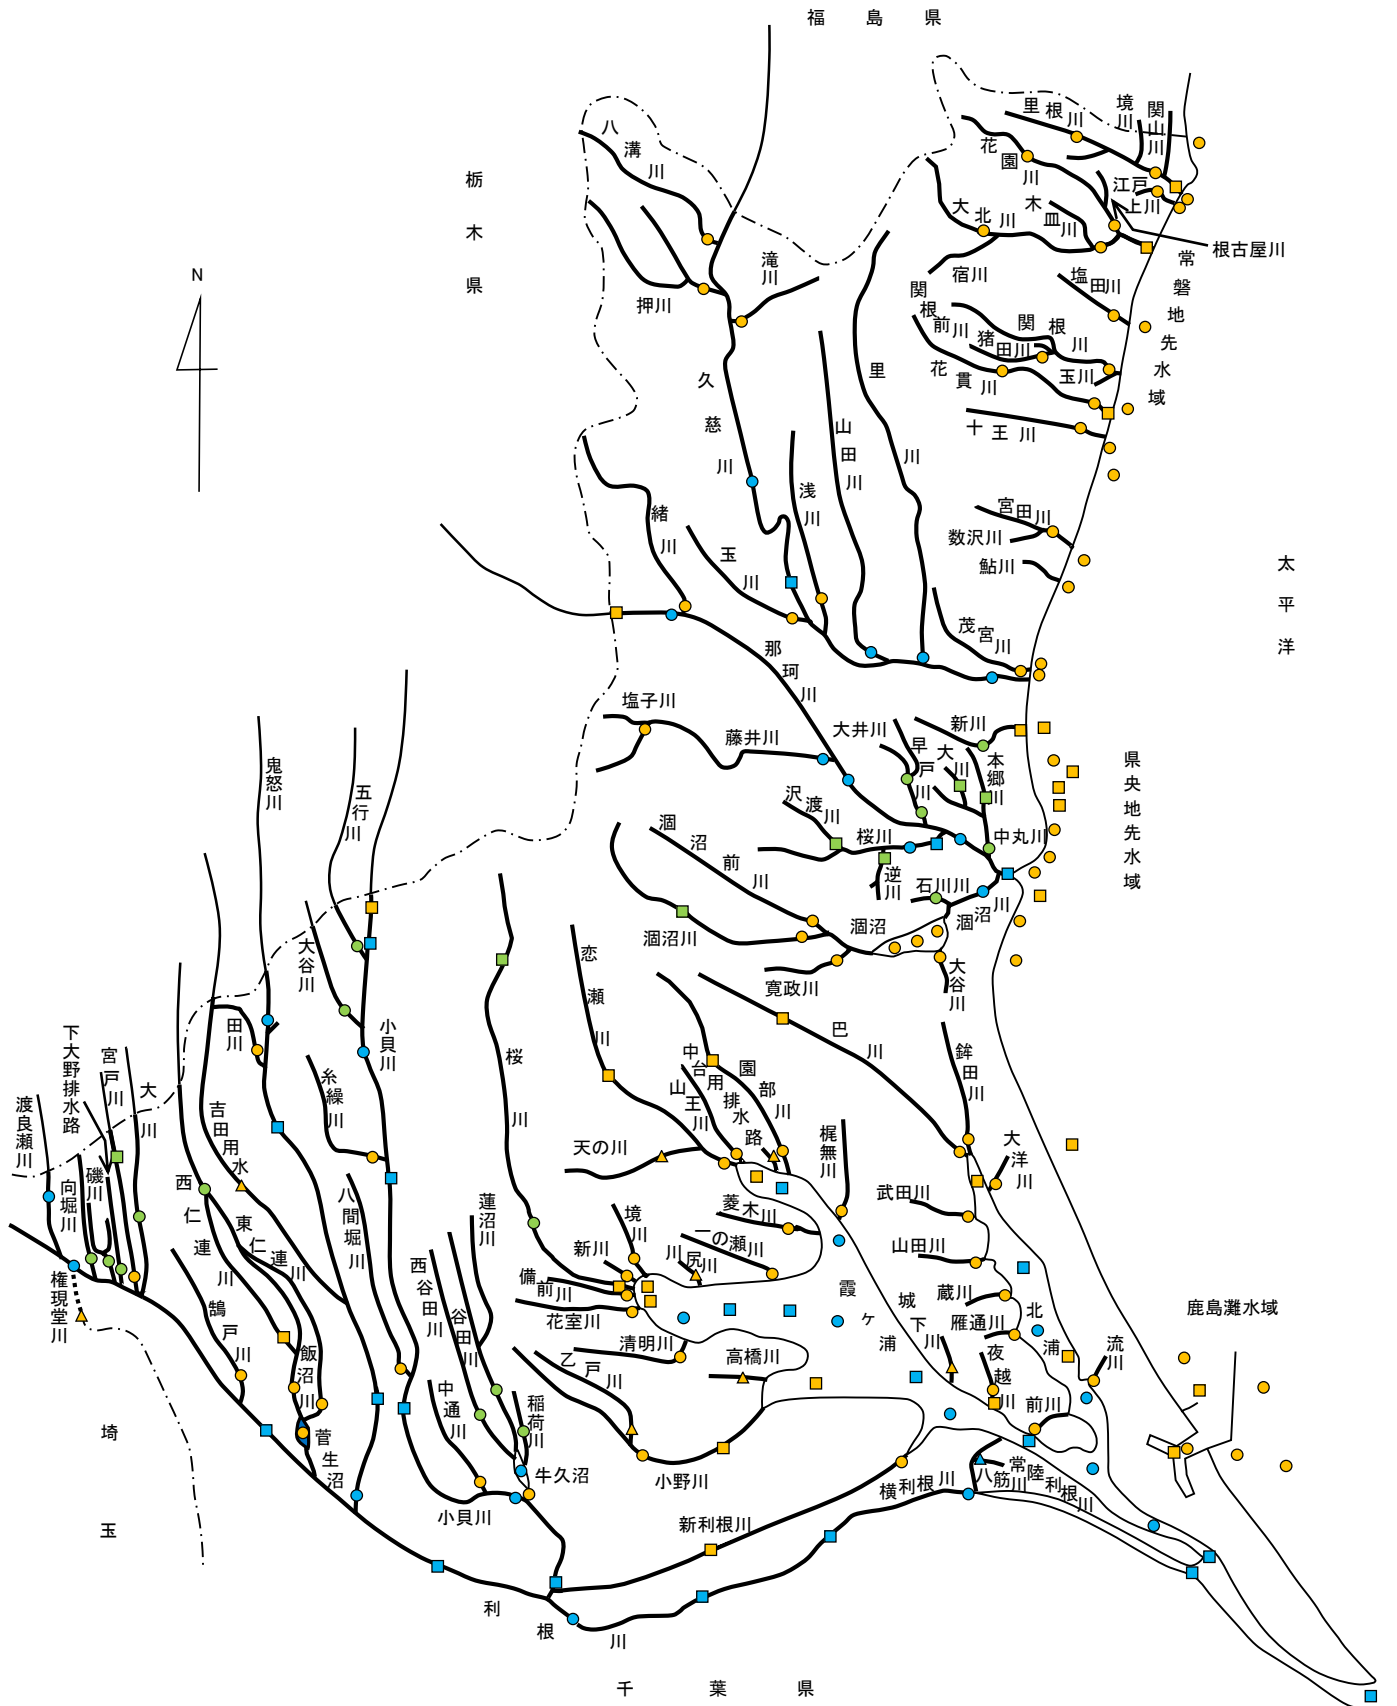 福島県
栃木県
N
八溝川
押川
滝川
里根川
境川
関山川
花園川
江戸上川
大北川
木皿川
根古屋川
宿川
常磐地先水域
塩田川
関根川
関根前川
猪田川
玉川
花貫川
十王川
久慈川
山田川
里川
浅川
宮田川
数沢川
鮎川
太平洋
緒川
玉川
茂宮川
那珂川
塩子川
藤井川
大井川
早戸川
大川
新川
本郷川
県央地先水域
沢渡川
桜川
逆川
中丸川
石川川
涸沼川
涸沼前川
涸沼
涸沼川
寛政川
大谷川
鬼怒川
五行川
大谷川
小貝川
田川
糸繰川
桜川
恋瀬川
巴川
鉾田川
中台用排水路
園部川
山王川
天の川
梶無川
大洋川
武田川
山田川
蔵川
雁通川
北浦
夜越川
前川
流川
鹿島灘水域
菱木川
一の瀬川
川尻川
境川
新川
備前川
花室川
清明川
霞ヶ浦
城下川
高橋川
乙戸川
小野川
下大野排水路
宮戸川
大川
渡良瀬川
向堀川
磯川
権現堂川
吉田用水
西仁連川
東仁連川
鵠戸川
飯沼川
菅生沼
八間堀川
蓮沼川
西谷田川
谷田川
中通川
稲荷川
牛久沼
小貝川
新利根川
横利根川
八筋川
常陸利根川
利根川
埼玉
千葉県